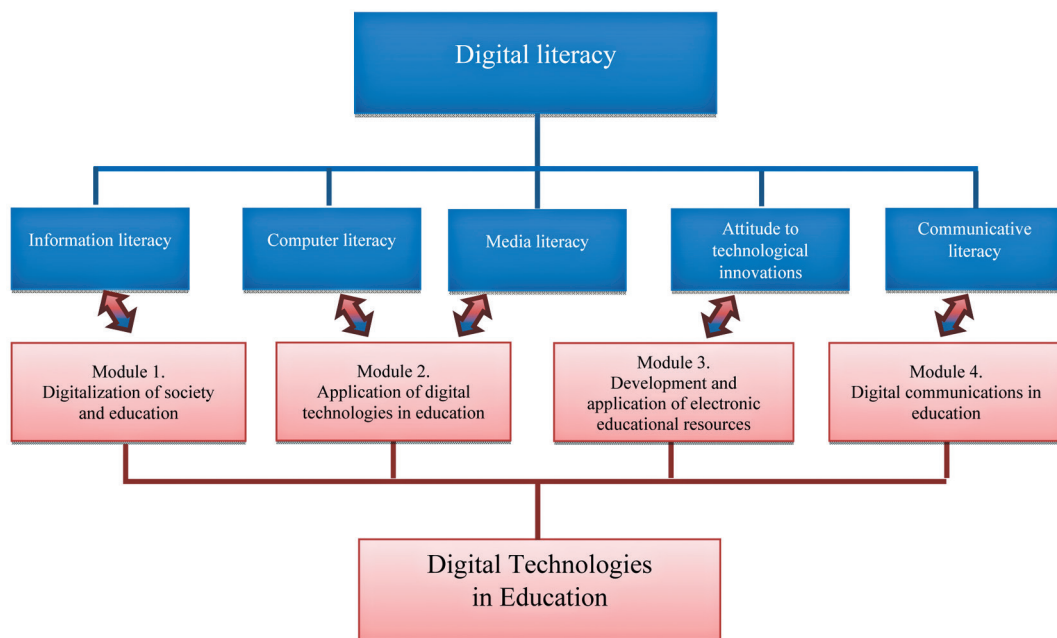 Digital literacy
Information literacy
Computer literacy
Media literacy
Attitude to
technological
innovations
Communicative
literacy
Module 1.
Digitalization of society
and education
Module 2.
Application of digital
technologies in education
Module 3.
Development and
application of electronic
educational resources
Module 4.
Digital communications in
education
Digital Technologies
in Education